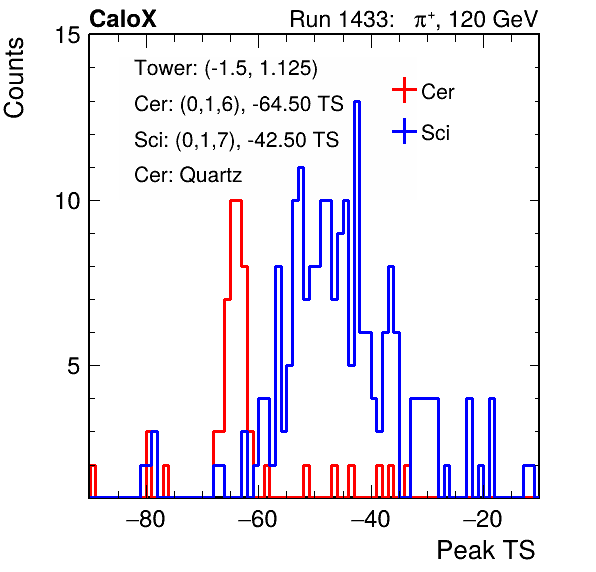 CaloX Run 1433: π⁺, 120 GeV
Counts
15
10
5
Tower: (-1.5, 1.125)
Cer: (0,1,6), -64.50 TS
Sci: (0,1,7), -42.50 TS
Cer: Quartz
Cer
Sci
−80 −60 −40 −20
Peak TS